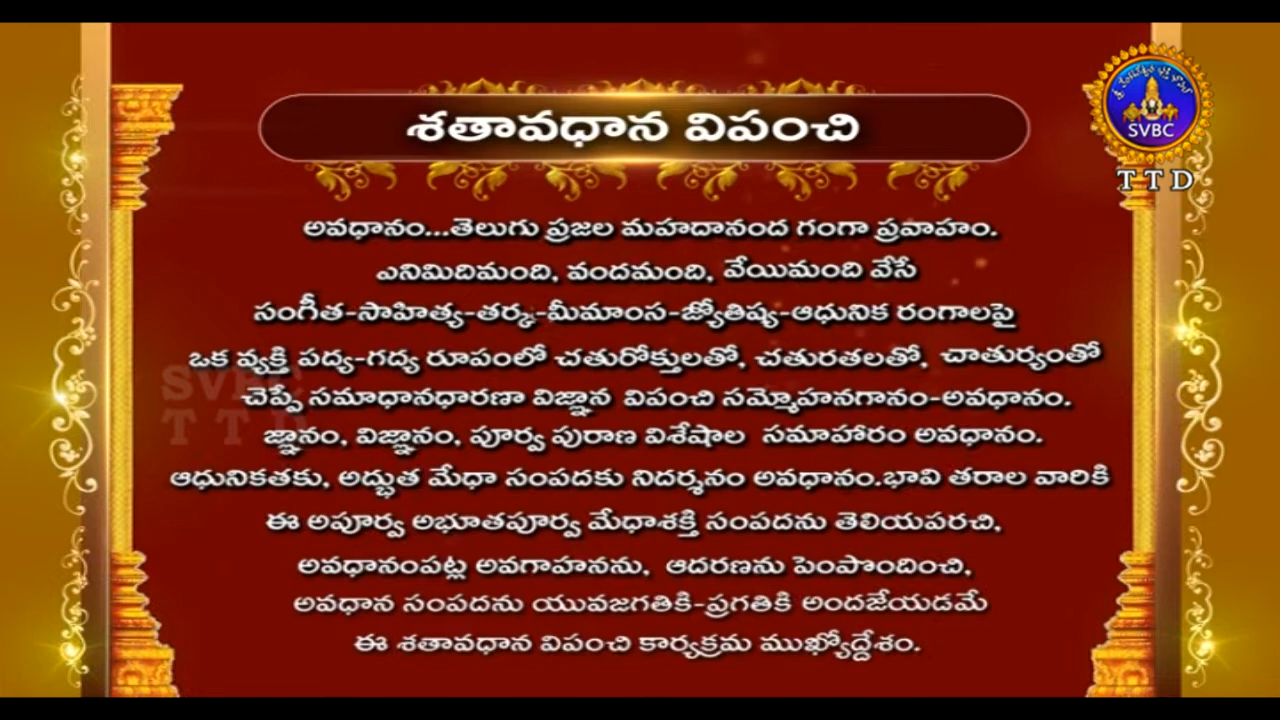 శతావధాన విపంచి
SVBC
T T D
అవధానం...తెలుగు ప్రజల మహదానంద గంగా ప్రవాహం.
ఎనిమిదిమంది, వందమంది, వేయిమంది వేసే
సంగీత-సాహిత్య-తర్క-మీమాంస-జ్యోతిష్య-ఆధునిక రంగాలపై
ఒక వ్యక్తి పద్య-గద్య రూపంలో చతురోక్తులతో, చతురతలతో, చాతుర్యంతో
చెప్పే సమాధానధారణా విజ్ఞాన విపంచి సమ్మోహనగానం-అవధానం.
జ్ఞానం, విజ్ఞానం, పూర్వ పురాణ విశేషాల సమాహారం అవధానం.
ఆధునికతకు, అద్భుత మేధా సంపదకు నిదర్శనం అవధానం.భావి తరాల వారికి
ఈ అపూర్వ అభూతపూర్వ మేధాశక్తి సంపదను తెలియపరచి,
అవధానంపట్ల అవగాహనను, ఆదరణను పెంపొందించి,
అవధాన సంపదను యువజగతికి-ప్రగతికి అందజేయడమే
ఈ శతావధాన విపంచి కార్యక్రమ ముఖ్యోద్దేశం.
SVBC
T T D